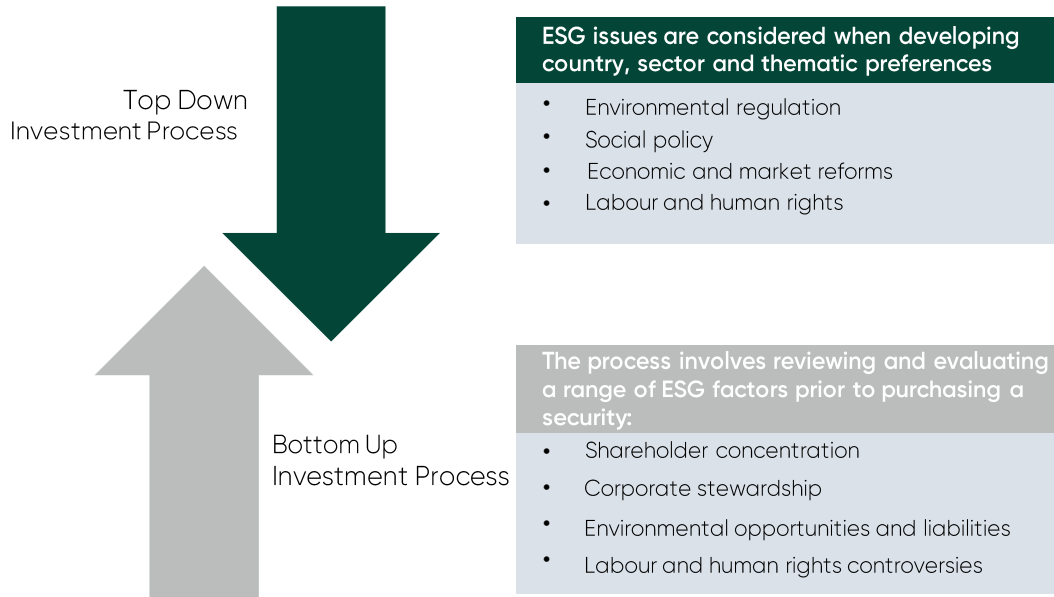 Top Down
Investment Process
ESG issues are considered when developing
country, sector and thematic preferences
• Environmental regulation
• Social policy
• Economic and market reforms
• Labour and human rights
Bottom Up
Investment Process
The process involves reviewing and evaluating
a range of ESG factors prior to purchasing a
security:
• Shareholder concentration
• Corporate stewardship
• Environmental opportunities and liabilities
• Labour and human rights controversies